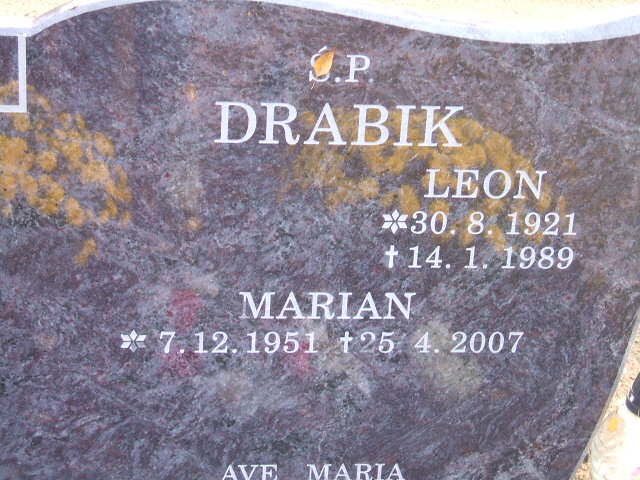 Ś.P.
DRABIK
LEON
✲30. 8. 1921
†14. 1. 1989
MARIAN
✲ 7.12.1951 †25 4. 2007
AVE MARIA